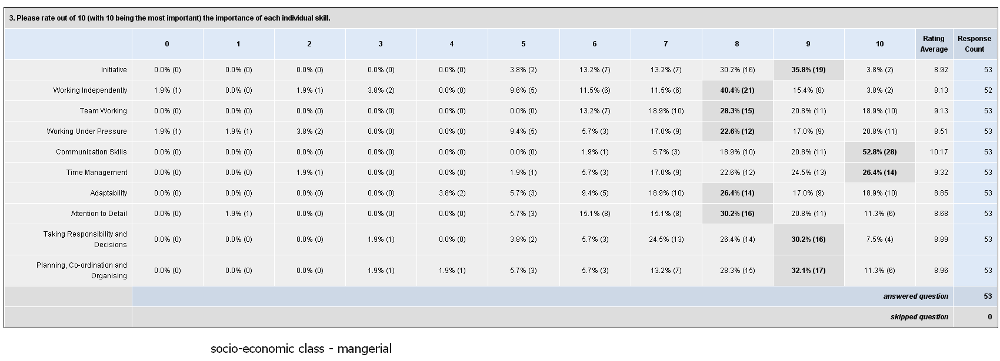 3. Please rate out of 10 (with 10 being the most important) the importance of each individual skill.
0 1 2 3 4 5 6 7 8 9 10 Rating Average Response Count
Initiative 0.0% (0) 0.0% (0) 0.0% (0) 0.0% (0) 0.0% (0) 3.8% (2) 13.2% (7) 13.2% (7) 30.2% (16) 35.8% (19) 3.8% (2) 8.92 53
Working Independently 1.9% (1) 0.0% (0) 1.9% (1) 3.8% (2) 0.0% (0) 9.6% (5) 11.5% (6) 11.5% (6) 40.4% (21) 15.4% (8) 3.8% (2) 8.13 52
Team Working 0.0% (0) 0.0% (0) 0.0% (0) 0.0% (0) 0.0% (0) 0.0% (0) 13.2% (7) 18.9% (10) 28.3% (15) 20.8% (11) 18.9% (10) 9.13 53
Working Under Pressure 1.9% (1) 1.9% (1) 3.8% (2) 0.0% (0) 0.0% (0) 9.4% (5) 5.7% (3) 17.0% (9) 22.6% (12) 17.0% (9) 20.8% (11) 8.51 53
Communication Skills 0.0% (0) 0.0% (0) 0.0% (0) 0.0% (0) 0.0% (0) 0.0% (0) 1.9% (1) 5.7% (3) 18.9% (10) 20.8% (11) 52.8% (28) 10.17 53
Time Management 0.0% (0) 0.0% (0) 1.9% (1) 0.0% (0) 0.0% (0) 1.9% (1) 5.7% (3) 17.0% (9) 22.6% (12) 24.5% (13) 26.4% (14) 9.32 53
Adaptability 0.0% (0) 0.0% (0) 0.0% (0) 0.0% (0) 3.8% (2) 5.7% (3) 9.4% (5) 18.9% (10) 26.4% (14) 17.0% (9) 18.9% (10) 8.85 53
Attention to Detail 0.0% (0) 1.9% (1) 0.0% (0) 0.0% (0) 0.0% (0) 5.7% (3) 15.1% (8) 15.1% (8) 30.2% (16) 20.8% (11) 11.3% (6) 8.68 53
Taking Responsibility and Decisions 0.0% (0) 0.0% (0) 0.0% (0) 1.9% (1) 0.0% (0) 3.8% (2) 5.7% (3) 24.5% (13) 26.4% (14) 30.2% (16) 7.5% (4) 8.89 53
Planning, Co-ordination and Organising 0.0% (0) 0.0% (0) 0.0% (0) 1.9% (1) 1.9% (1) 5.7% (3) 5.7% (3) 13.2% (7) 28.3% (15) 32.1% (17) 11.3% (6) 8.96 53
answered question 53
skipped question 0
socio-economic class - mangerial